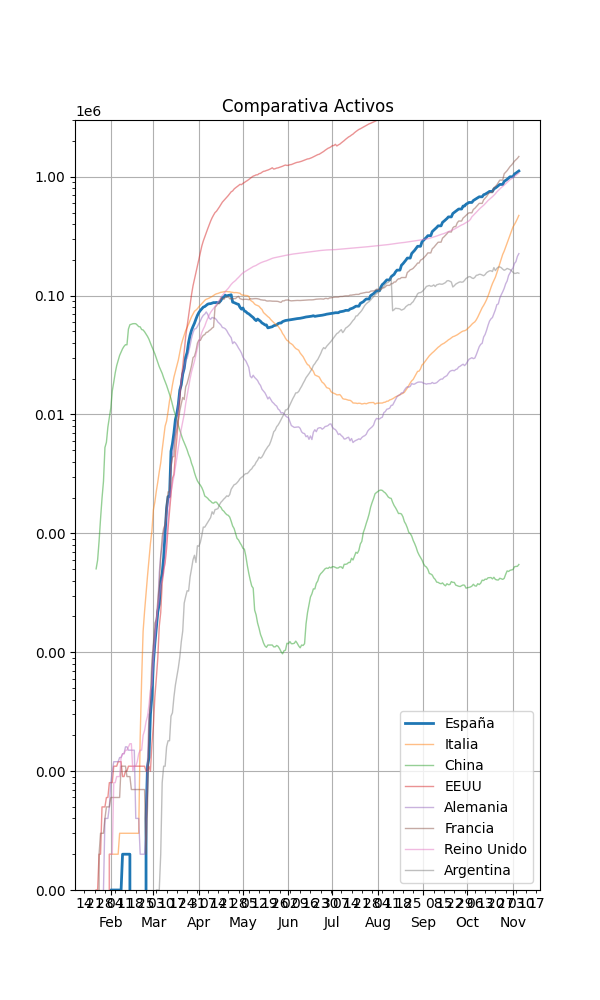 Comparativa Activos
1e6
1.00
0.10
0.01
0.00
0.00
0.00
0.00
España
Italia
China
EEUU
Alemania
Francia
Reino Unido
Argentina
Feb Mar Apr May Jun Jul Aug Sep Oct Nov